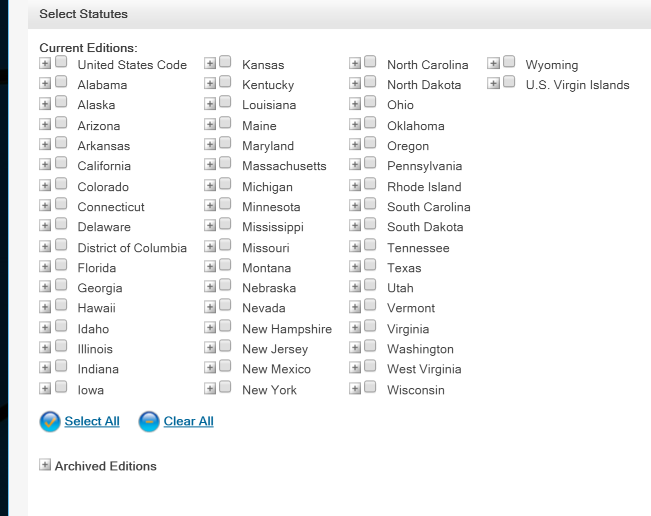 Select Statutes
Current Editions:
United States Code
Alabama
Alaska
Arizona
Arkansas
California
Colorado
Connecticut
Delaware
District of Columbia
Florida
Georgia
Hawaii
Idaho
Illinois
Indiana
Iowa
Kansas
Kentucky
Louisiana
Maine
Maryland
Massachusetts
Michigan
Minnesota
Mississippi
Missouri
Montana
Nebraska
Nevada
New Hampshire
New Jersey
New Mexico
New York
North Carolina
North Dakota
Ohio
Oklahoma
Oregon
Pennsylvania
Rhode Island
South Carolina
South Dakota
Tennessee
Texas
Utah
Vermont
Virginia
Washington
West Virginia
Wisconsin
Wyoming
U.S. Virgin Islands
Select All
Clear All
Archived Editions